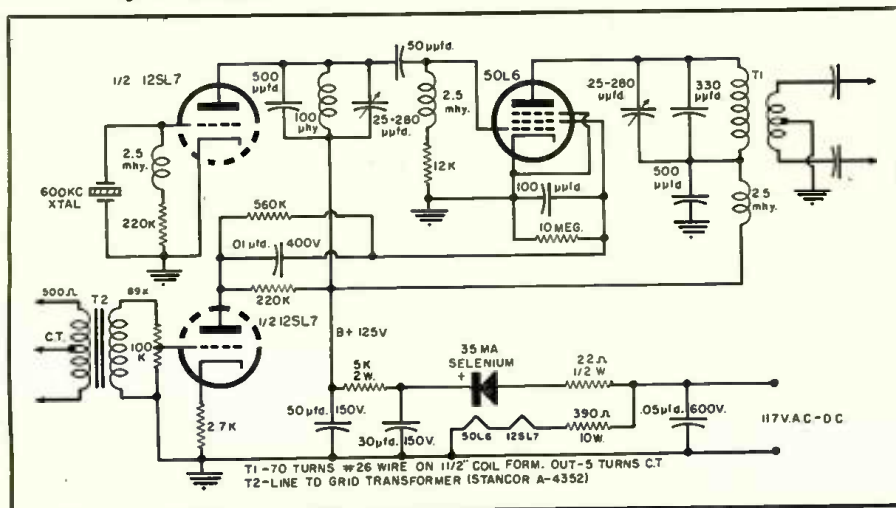 50 μμfd.
1/2 12SL7
500 μμfd.
100 μhy
25-280 μμfd.
2.5 mhy.
12K
50L6
25-280 μμfd.
330 μμfd
T1
500 μμfd
2.5 mhy.
600KC XTAL
2.5 mhy.
220K
560K
.01μfd.
400V
100 μμfd
10 MEG.
220K
500Ω
T2
89K
C.T.
100 K
1/2 12SL7
B+ 125V
5K 2W.
35 MA SELENIUM
+
22Ω 1/2 W
2.7K
50μfd.
150V.
30μfd.
150V.
50L6
12SL7
390Ω 10W.
.05μfd.
600V.
117V. AC-DC
T1-70 TURNS #26 WIRE ON 1 1/2" COIL FORM. OUT-5 TURNS C.T
T2-LINE TO GRID TRANSFORMER (STANCOR A-4352)